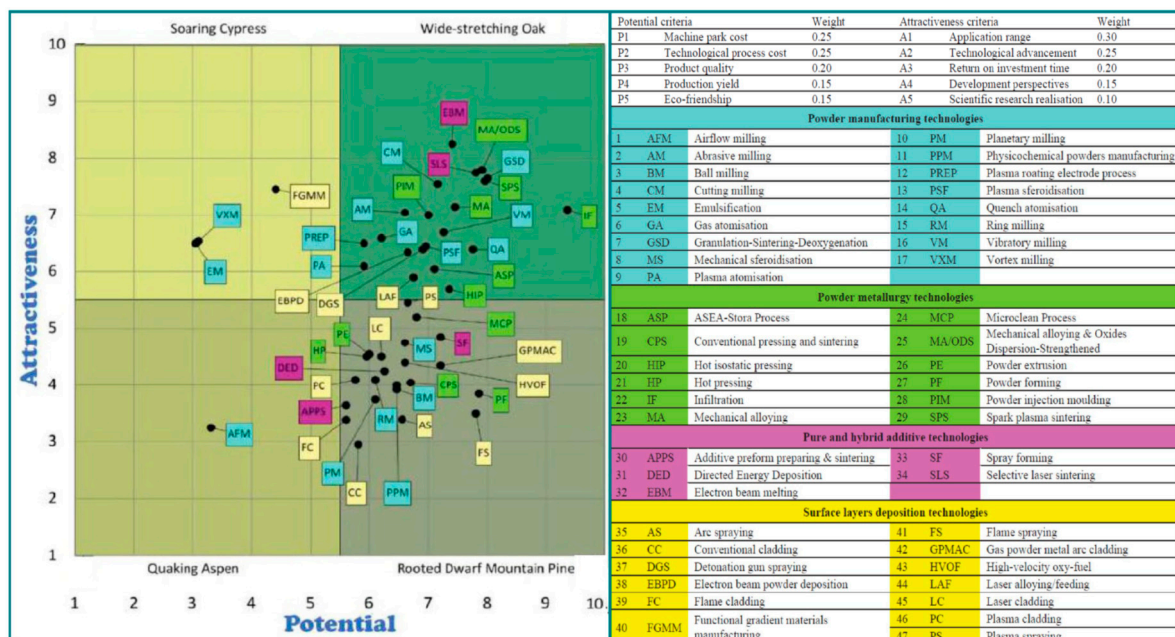 Soaring Cypress
Wide-stretching Oak
10
9
8
7
6
5
4
3
2
1
Attractiveness
EBM
MA/ODS
CM
SLS
GSD
FGMM
PIM
SPS
VXM
AM
MA
VM
IF
PREP
GA
EM
PA
PSF
QA
ASP
EBPD
DGS
LAF
PS
HIP
PE
LC
MCP
HP
MS
SF
GPMAC
DED
PC
CPS
HVOF
BM
PF
APPS
RM
AS
AFM
FC
FS
PM
CC
PPM
Quaking Aspen
Rooted Dwarf Mountain Pine
1 2 3 4 5 6 7 8 9 10.
Potential
Potential criteria Weight Attractiveness criteria Weight
P1 Machine park cost 0.25 A1 Application range 0.30
P2 Technological process cost 0.25 A2 Technological advancement 0.25
P3 Product quality 0.20 A3 Return on investment time 0.20
P4 Production yield 0.15 A4 Development perspectives 0.15
P5 Eco-friendship 0.15 A5 Scientific research realisation 0.10
Powder manufacturing technologies
1 AFM Airflow milling 10 PM Planetary milling
2 AM Abrasive milling 11 PPM Physicochemical powders manufacturing
3 BM Ball milling 12 PREP Plasma roating electrode process
4 CM Cutting milling 13 PSF Plasma sferoidisation
5 EM Emulsification 14 QA Quench atomisation
6 GA Gas atomisation 15 RM Ring milling
7 GSD Granulation-Sintering-Deoxygenation 16 VM Vibratory milling
8 MS Mechanical sferoidisation 17 VXM Vortex milling
9 PA Plasma atomisation
Powder metallurgy technologies
18 ASP ASEA-Stora Process 24 MCP Microclean Process
19 CPS Conventional pressing and sintering 25 MA/ODS Mechanical alloying & Oxides
Dispersion-Strengthened
20 HIP Hot isostatic pressing 26 PE Powder extrusion
21 HP Hot pressing 27 PF Powder forming
22 IF Infiltration 28 PIM Powder injection moulding
23 MA Mechanical alloying 29 SPS Spark plasma sintering
Pure and hybrid additive technologies
30 APPS Additive preform preparing & sintering 33 SF Spray forming
31 DED Directed Energy Deposition 34 SLS Selective laser sintering
32 EBM Electron beam melting
Surface layers deposition technologies
35 AS Arc spraying 41 FS Flame spraying
36 CC Conventional cladding 42 GPMAC Gas powder metal arc cladding
37 DGS Detonation gun spraying 43 HVOF High-velocity oxy-fuel
38 EBPD Electron beam powder deposition 44 LAF Laser alloying/feeding
39 FC Flame cladding 45 LC Laser cladding
40 FGMM Functional gradient materials 46 PC Plasma cladding
manufacturing 47 PS Plasma spraying